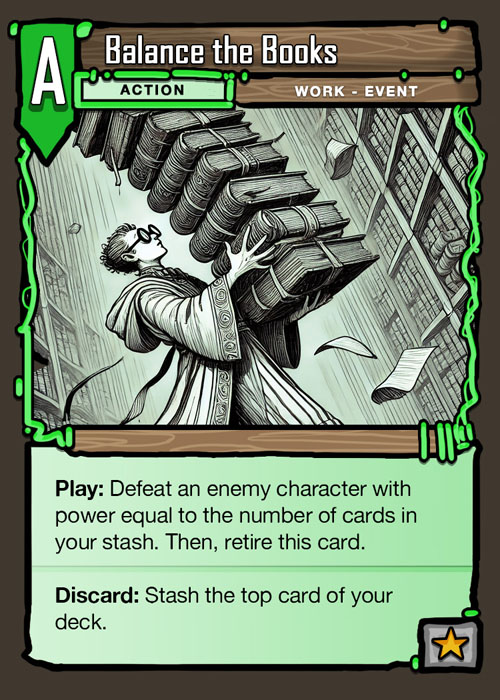 A
Balance the Books
ACTION
WORK - EVENT
Play: Defeat an enemy character with
power equal to the number of cards in
your stash. Then, retire this card.
Discard: Stash the top card of your
deck.